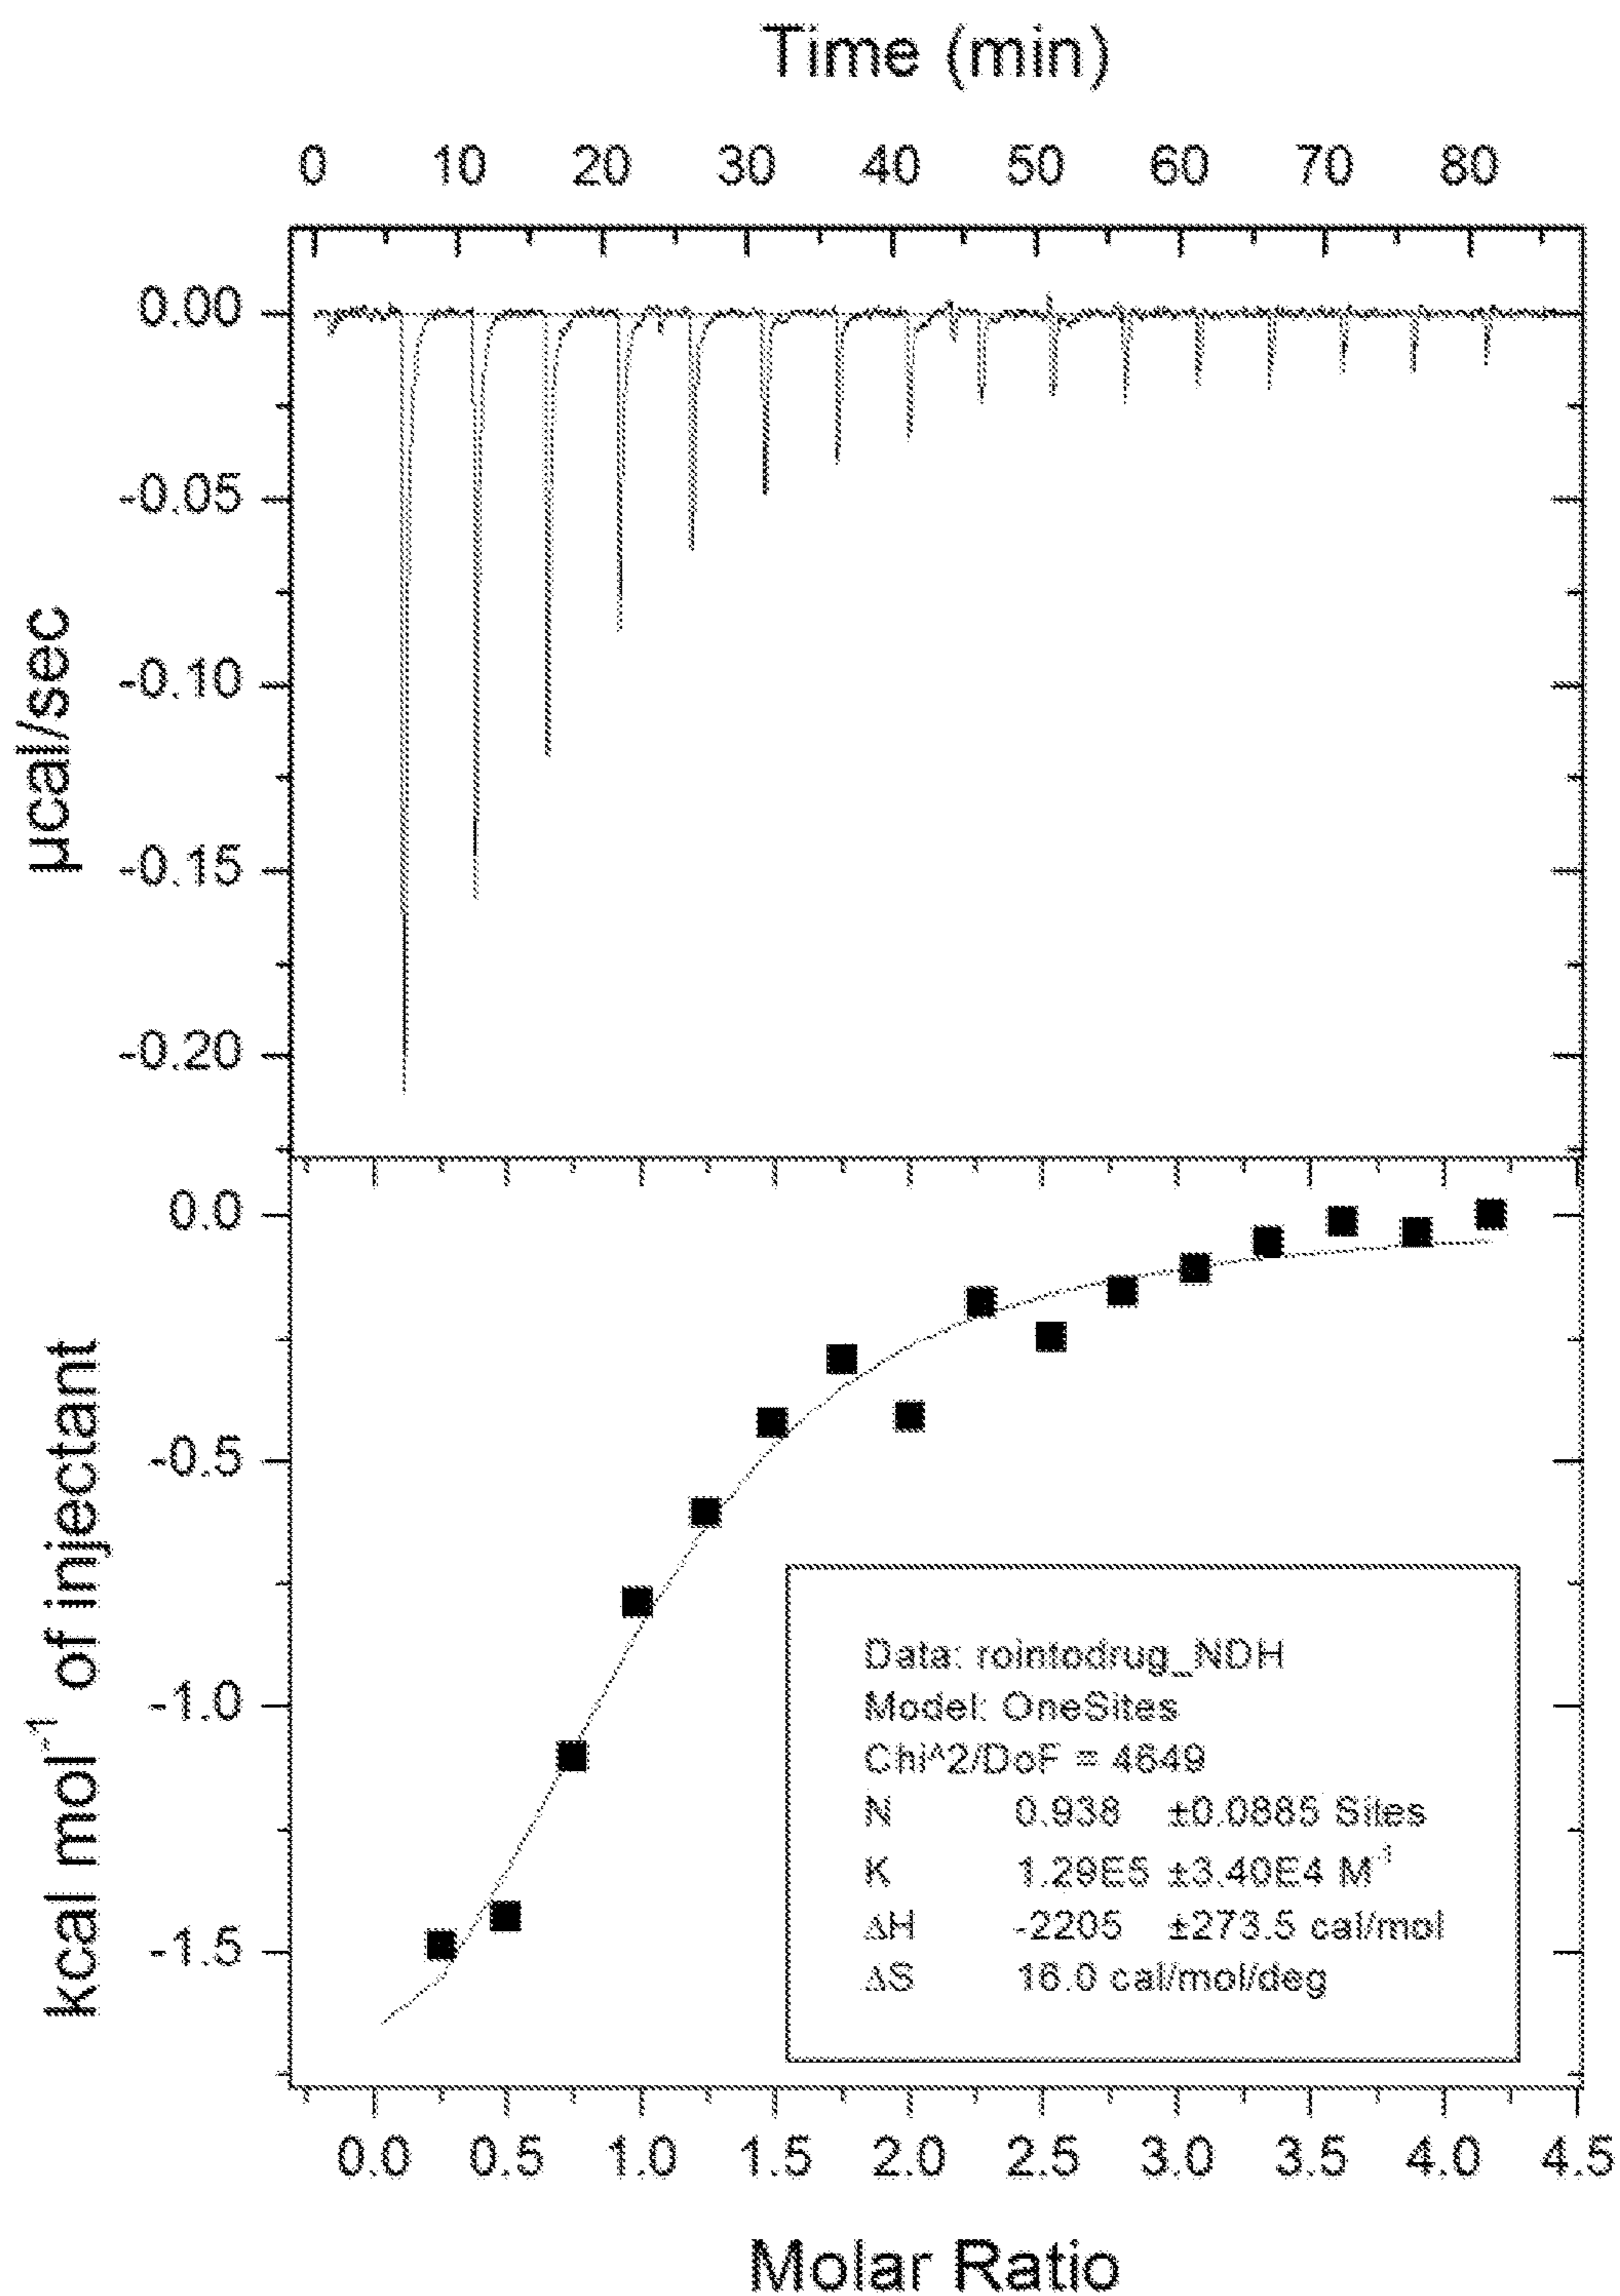 Time (min)
0 10 20 30 40 50 60 70 80
0.00
-0.05
-0.10
-0.15
-0.20
µcal/sec
0.0
-0.5
-1.0
-1.5
kcal mol⁻¹ of injectant
Data: rointodrug_NDH
Model: OneSites
Chi^2/DoF = 4649
N 0.938 ±0.0885 Sites
K 1.29E5 ±3.40E4 M⁻¹
ΔH -2205 ±273.5 cal/mol
ΔS 16.0 cal/mol/deg
0.0 0.5 1.0 1.5 2.0 2.5 3.0 3.5 4.0 4.5
Molar Ratio